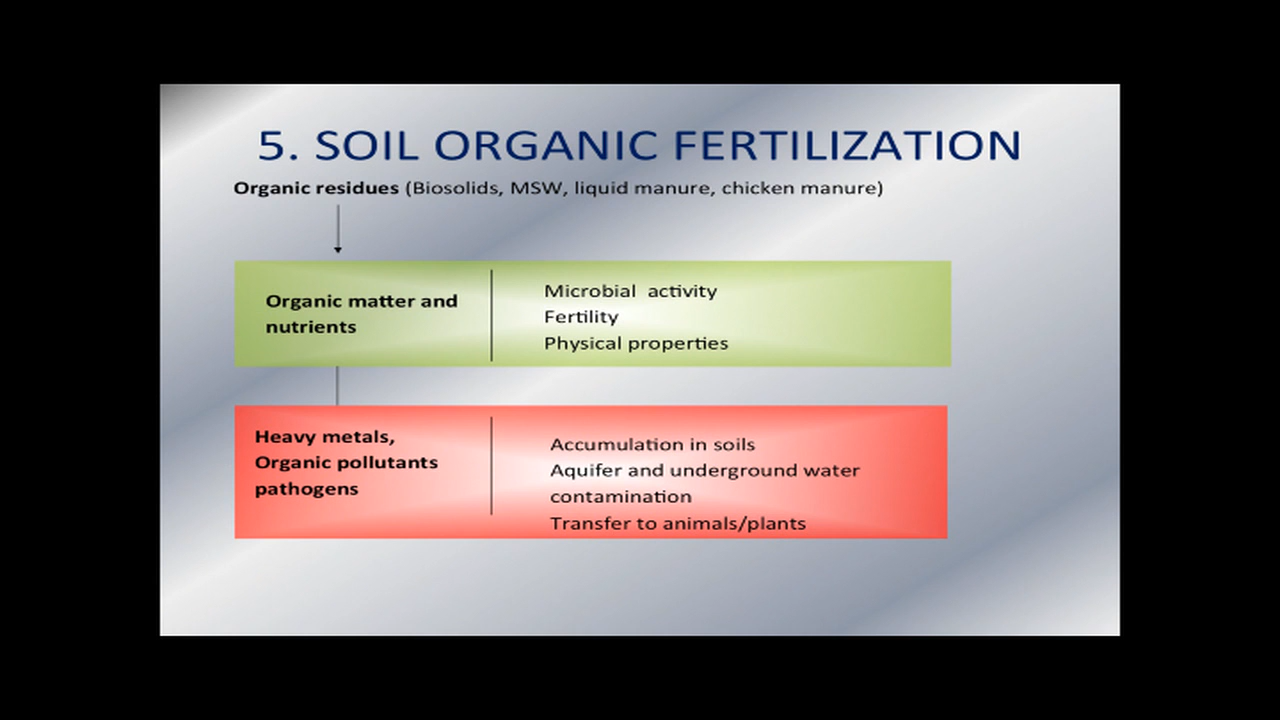 5. SOIL ORGANIC FERTILIZATION
Organic residues (Biosolids, MSW, liquid manure, chicken manure)
Organic matter and
nutrients
Microbial activity
Fertility
Physical properties
Heavy metals,
Organic pollutants
pathogens
Accumulation in soils
Aquifer and underground water
contamination
Transfer to animals/plants